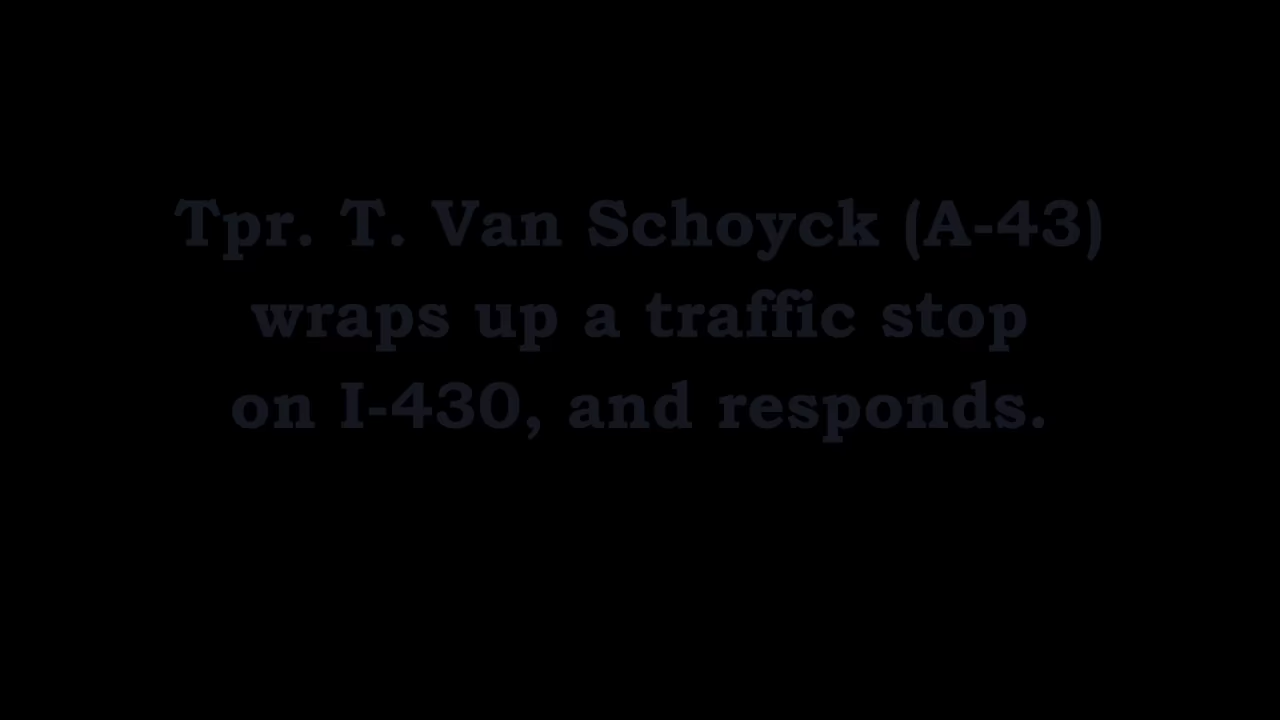 Tpr. T. Van Schoyck (A-43)
wraps up a traffic stop
on I-430, and responds.